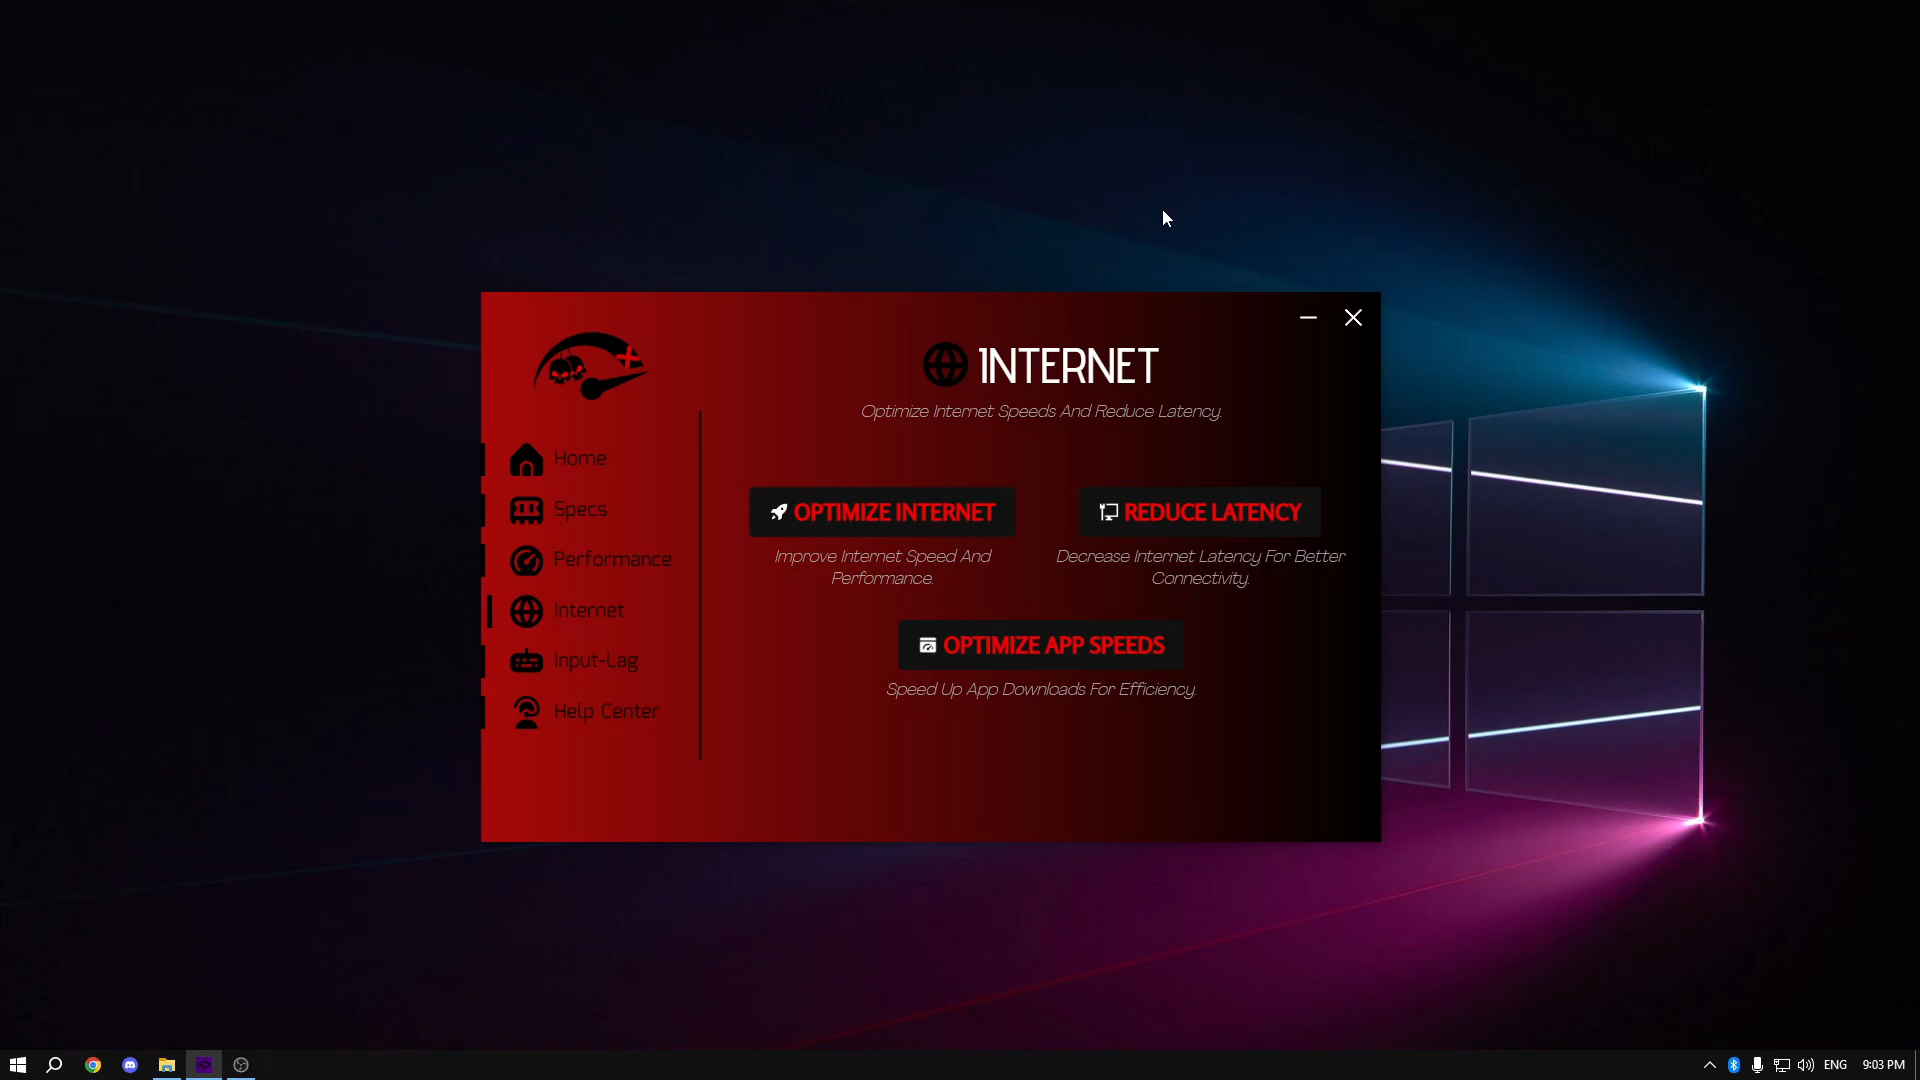 INTERNET
Optimize Internet Speeds And Reduce Latency.
Home
Specs
Performance
Internet
Input-Lag
Help Center
OPTIMIZE INTERNET
Improve Internet Speed And
Performance.
REDUCE LATENCY
Decrease Internet Latency For Better
Connectivity.
OPTIMIZE APP SPEEDS
Speed Up App Downloads For Efficiency.
ENG
9:03 PM